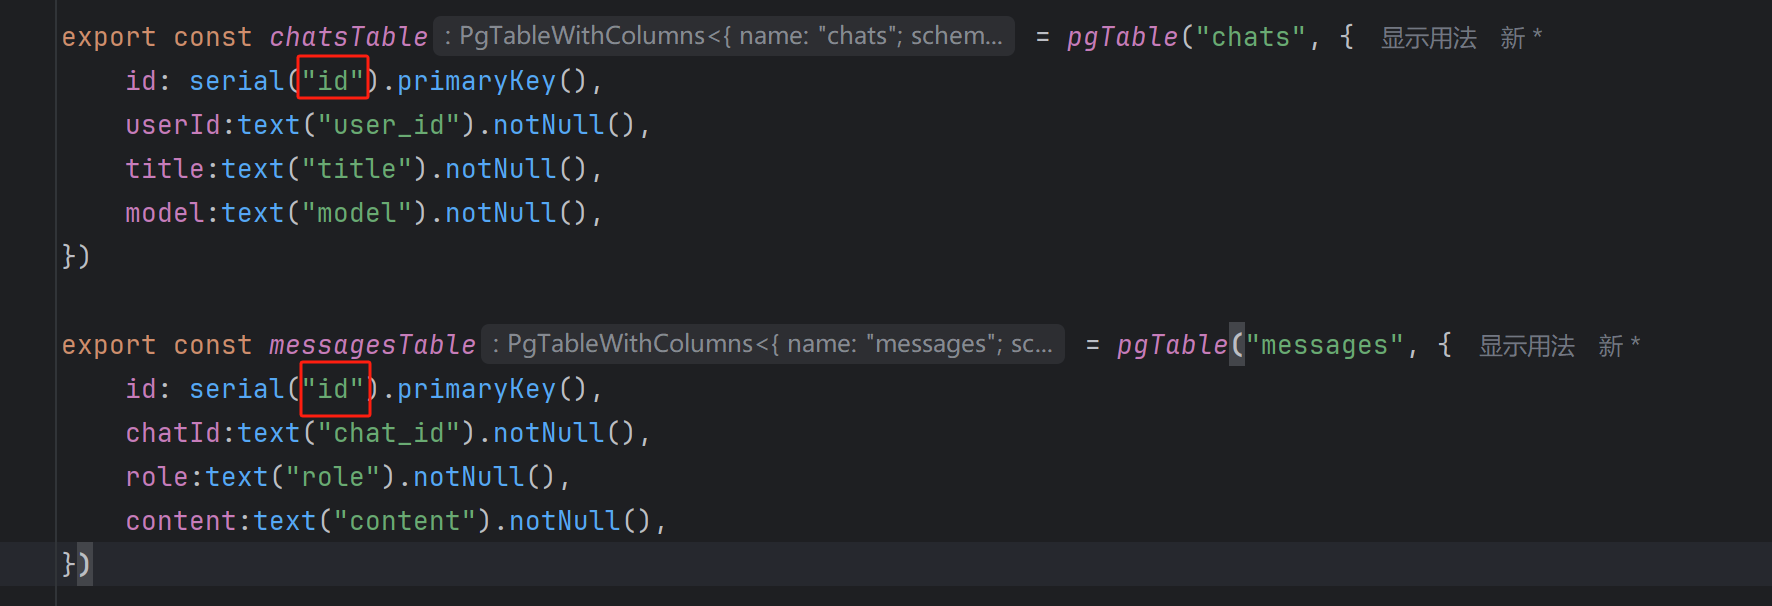 export const chatsTable : PgTableWithColumns<{ name: "chats"; schem... = pgTable("chats", { 显示用法 新 *
id: serial("id").primaryKey(),
userId:text("user_id").notNull(),
title:text("title").notNull(),
model:text("model").notNull(),
})
export const messagesTable : PgTableWithColumns<{ name: "messages"; sc... = pgTable("messages", { 显示用法 新 *
id: serial("id").primaryKey(),
chatId:text("chat_id").notNull(),
role:text("role").notNull(),
content:text("content").notNull(),
})